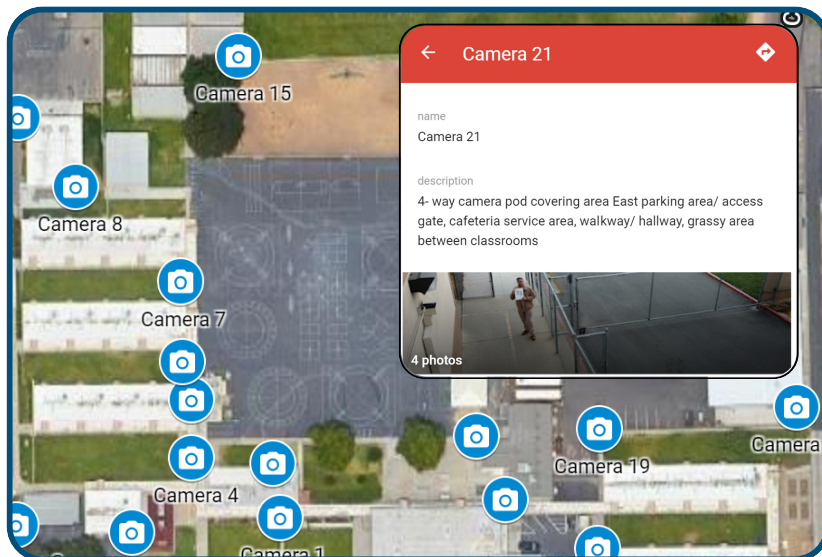 Camera 21
name
Camera 21
description
4- way camera pod covering area East parking area/ access
gate, cafeteria service area, walkway/ hallway, grassy area
between classrooms
4 photos
Camera 15
Camera 8
Camera 7
Camera
Camera 19
Camera 4
Camera 1